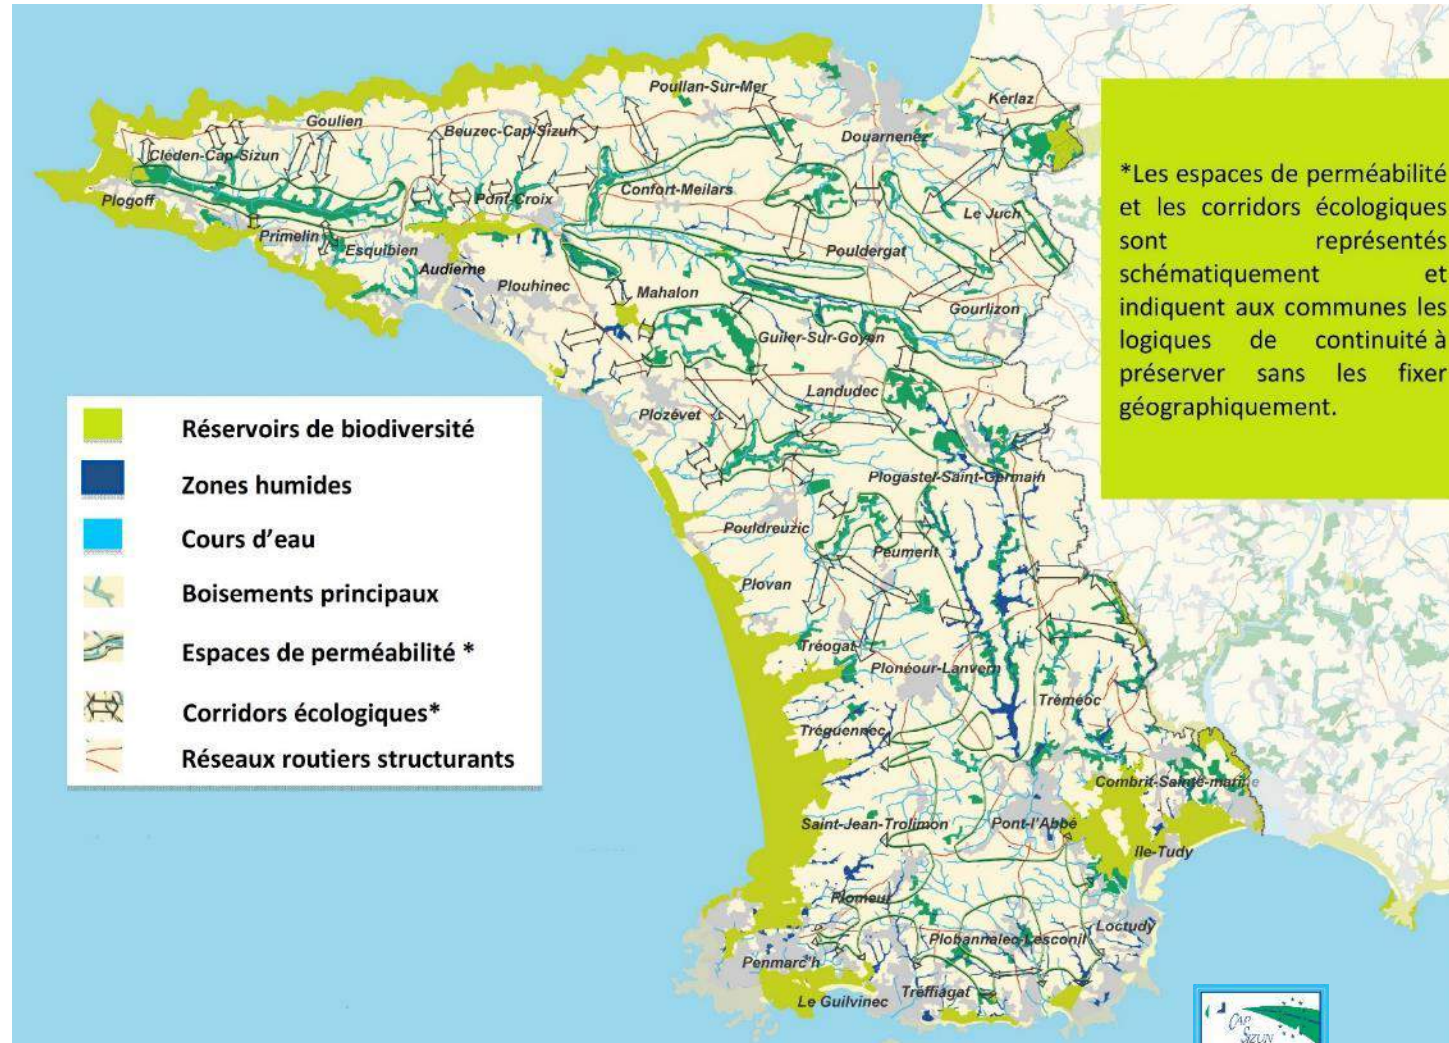 Poullan-Sur-Mer
Kerlaz
Goulien
Beuzec-Cap-Sizun
Douarnenez
Cléden-Cap-Sizun
Plogoff
Pont-Croix
Confort-Meilars
Le Juch
Primelin
Esquibien
Pouldergat
Audierne
Plouhinec
Mahalon
Gourlizon
Guiler-Sur-Goyen
Landudec
Plozévet
Plogastel-Saint-Germain
Pouldreuzic
Peumerit
Plovan
Tréogat
Plonéour-Lanvern
Tréméoc
Tréguennec
Combrit-Sainte-marine
Saint-Jean-Trolimon
Pont-l'Abbé
Ile-Tudy
Plomeur
Loctudy
Plobannalec-Lesconil
Penmarc'h
Le Guilvinec
Treffiagat
*Les espaces de perméabilité
et les corridors écologiques
sont représentés
schématiquement et
indiquent aux communes les
logiques de continuité à
préserver sans les fixer
géographiquement.
Réservoirs de biodiversité
Zones humides
Cours d'eau
Boisements principaux
Espaces de perméabilité *
Corridors écologiques*
Réseaux routiers structurants
CAP
SIZUN